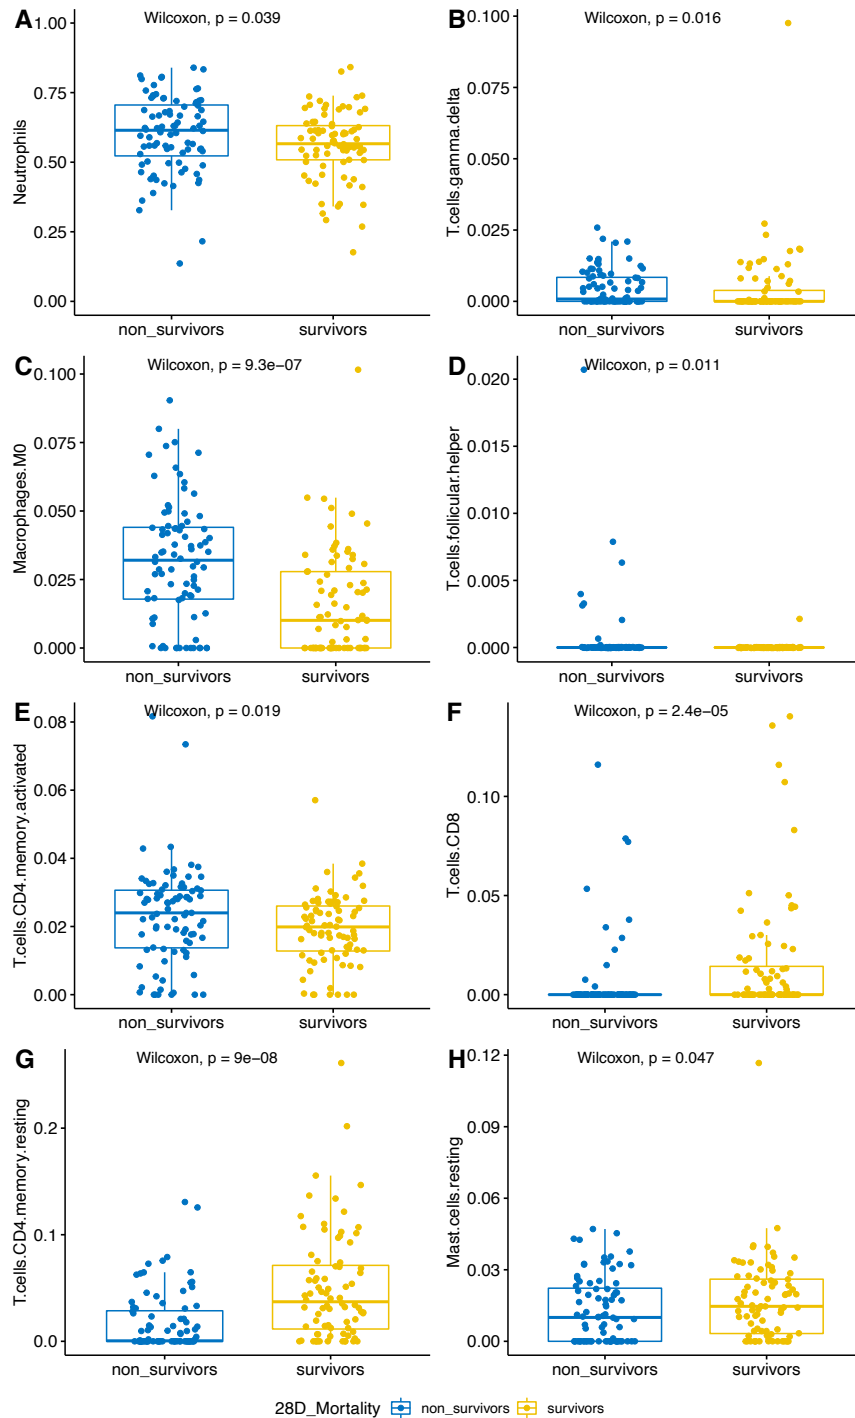 A
Wilcoxon, p = 0.039
1.00
0.75
0.50
0.25
0.00
Neutrophils
non_survivors
survivors
B
Wilcoxon, p = 0.016
0.100
0.075
0.050
0.025
0.000
T.cells.gamma.delta
non_survivors
survivors
C
Wilcoxon, p = 9.3e−07
0.100
0.075
0.050
0.025
0.000
Macrophages.M0
non_survivors
survivors
D
Wilcoxon, p = 0.011
0.020
0.015
0.010
0.005
0.000
T.cells.follicular.helper
non_survivors
survivors
E
Wilcoxon, p = 0.019
0.08
0.06
0.04
0.02
0.00
T.cells.CD4.memory.activated
non_survivors
survivors
F
Wilcoxon, p = 2.4e−05
0.10
0.05
0.00
T.cells.CD8
non_survivors
survivors
G
Wilcoxon, p = 9e−08
0.2
0.1
0.0
T.cells.CD4.memory.resting
non_survivors
survivors
H
Wilcoxon, p = 0.047
0.12
0.09
0.06
0.03
0.00
Mast.cells.resting
non_survivors
survivors
28D_Mortality non_survivors survivors